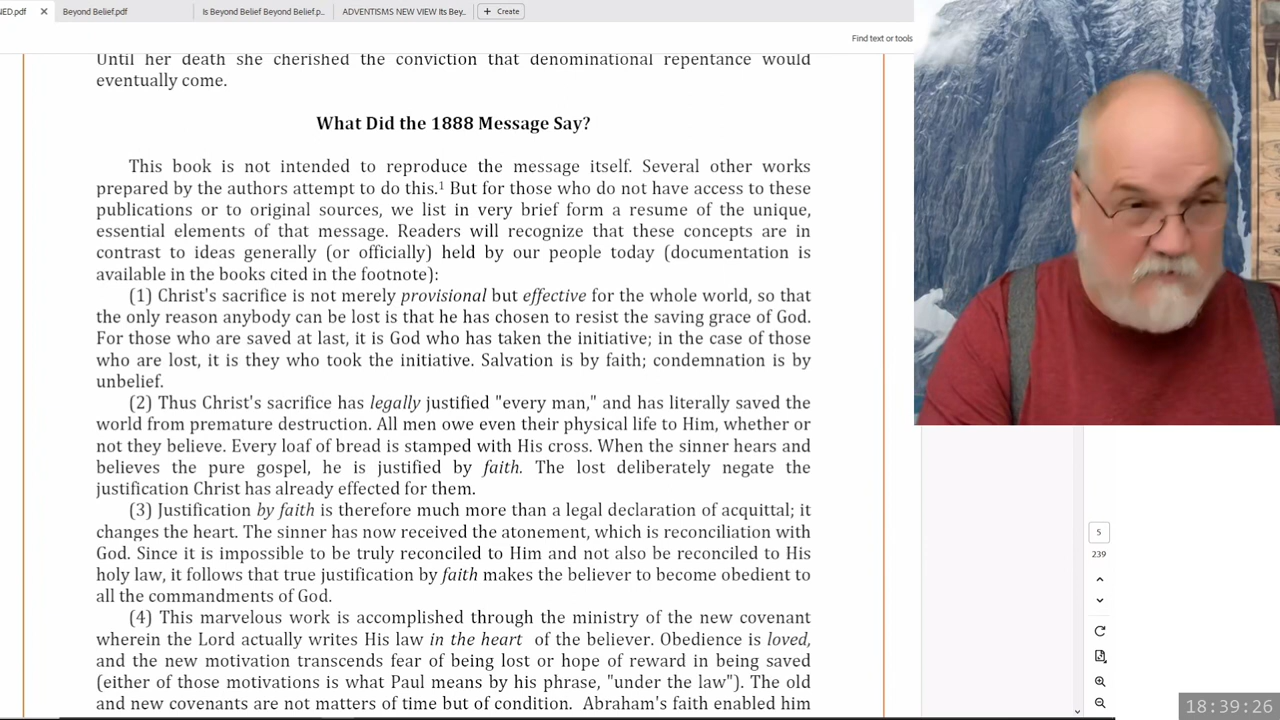 NED.pdf
Beyond Belief.pdf
Is Beyond Belief Beyond Belief.p..
ADVENTISMS NEW VIEW Its Bey..
+ Create
Find text or tools
Until her death she cherished the conviction that denominational repentance would
eventually come.
What Did the 1888 Message Say?
This book is not intended to reproduce the message itself. Several other works
prepared by the authors attempt to do this.¹ But for those who do not have access to these
publications or to original sources, we list in very brief form a resume of the unique,
essential elements of that message. Readers will recognize that these concepts are in
contrast to ideas generally (or officially) held by our people today (documentation is
available in the books cited in the footnote):
(1) Christ's sacrifice is not merely provisional but effective for the whole world, so that
the only reason anybody can be lost is that he has chosen to resist the saving grace of God.
For those who are saved at last, it is God who has taken the initiative; in the case of those
who are lost, it is they who took the initiative. Salvation is by faith; condemnation is by
unbelief.
(2) Thus Christ's sacrifice has legally justified "every man," and has literally saved the
world from premature destruction. All men owe even their physical life to Him, whether or
not they believe. Every loaf of bread is stamped with His cross. When the sinner hears and
believes the pure gospel, he is justified by faith. The lost deliberately negate the
justification Christ has already effected for them.
(3) Justification by faith is therefore much more than a legal declaration of acquittal; it
changes the heart. The sinner has now received the atonement, which is reconciliation with
God. Since it is impossible to be truly reconciled to Him and not also be reconciled to His
holy law, it follows that true justification by faith makes the believer to become obedient to
all the commandments of God.
(4) This marvelous work is accomplished through the ministry of the new covenant
wherein the Lord actually writes His law in the heart of the believer. Obedience is loved,
and the new motivation transcends fear of being lost or hope of reward in being saved
(either of those motivations is what Paul means by his phrase, "under the law"). The old
and new covenants are not matters of time but of condition. Abraham's faith enabled him
5
239
18:39:26